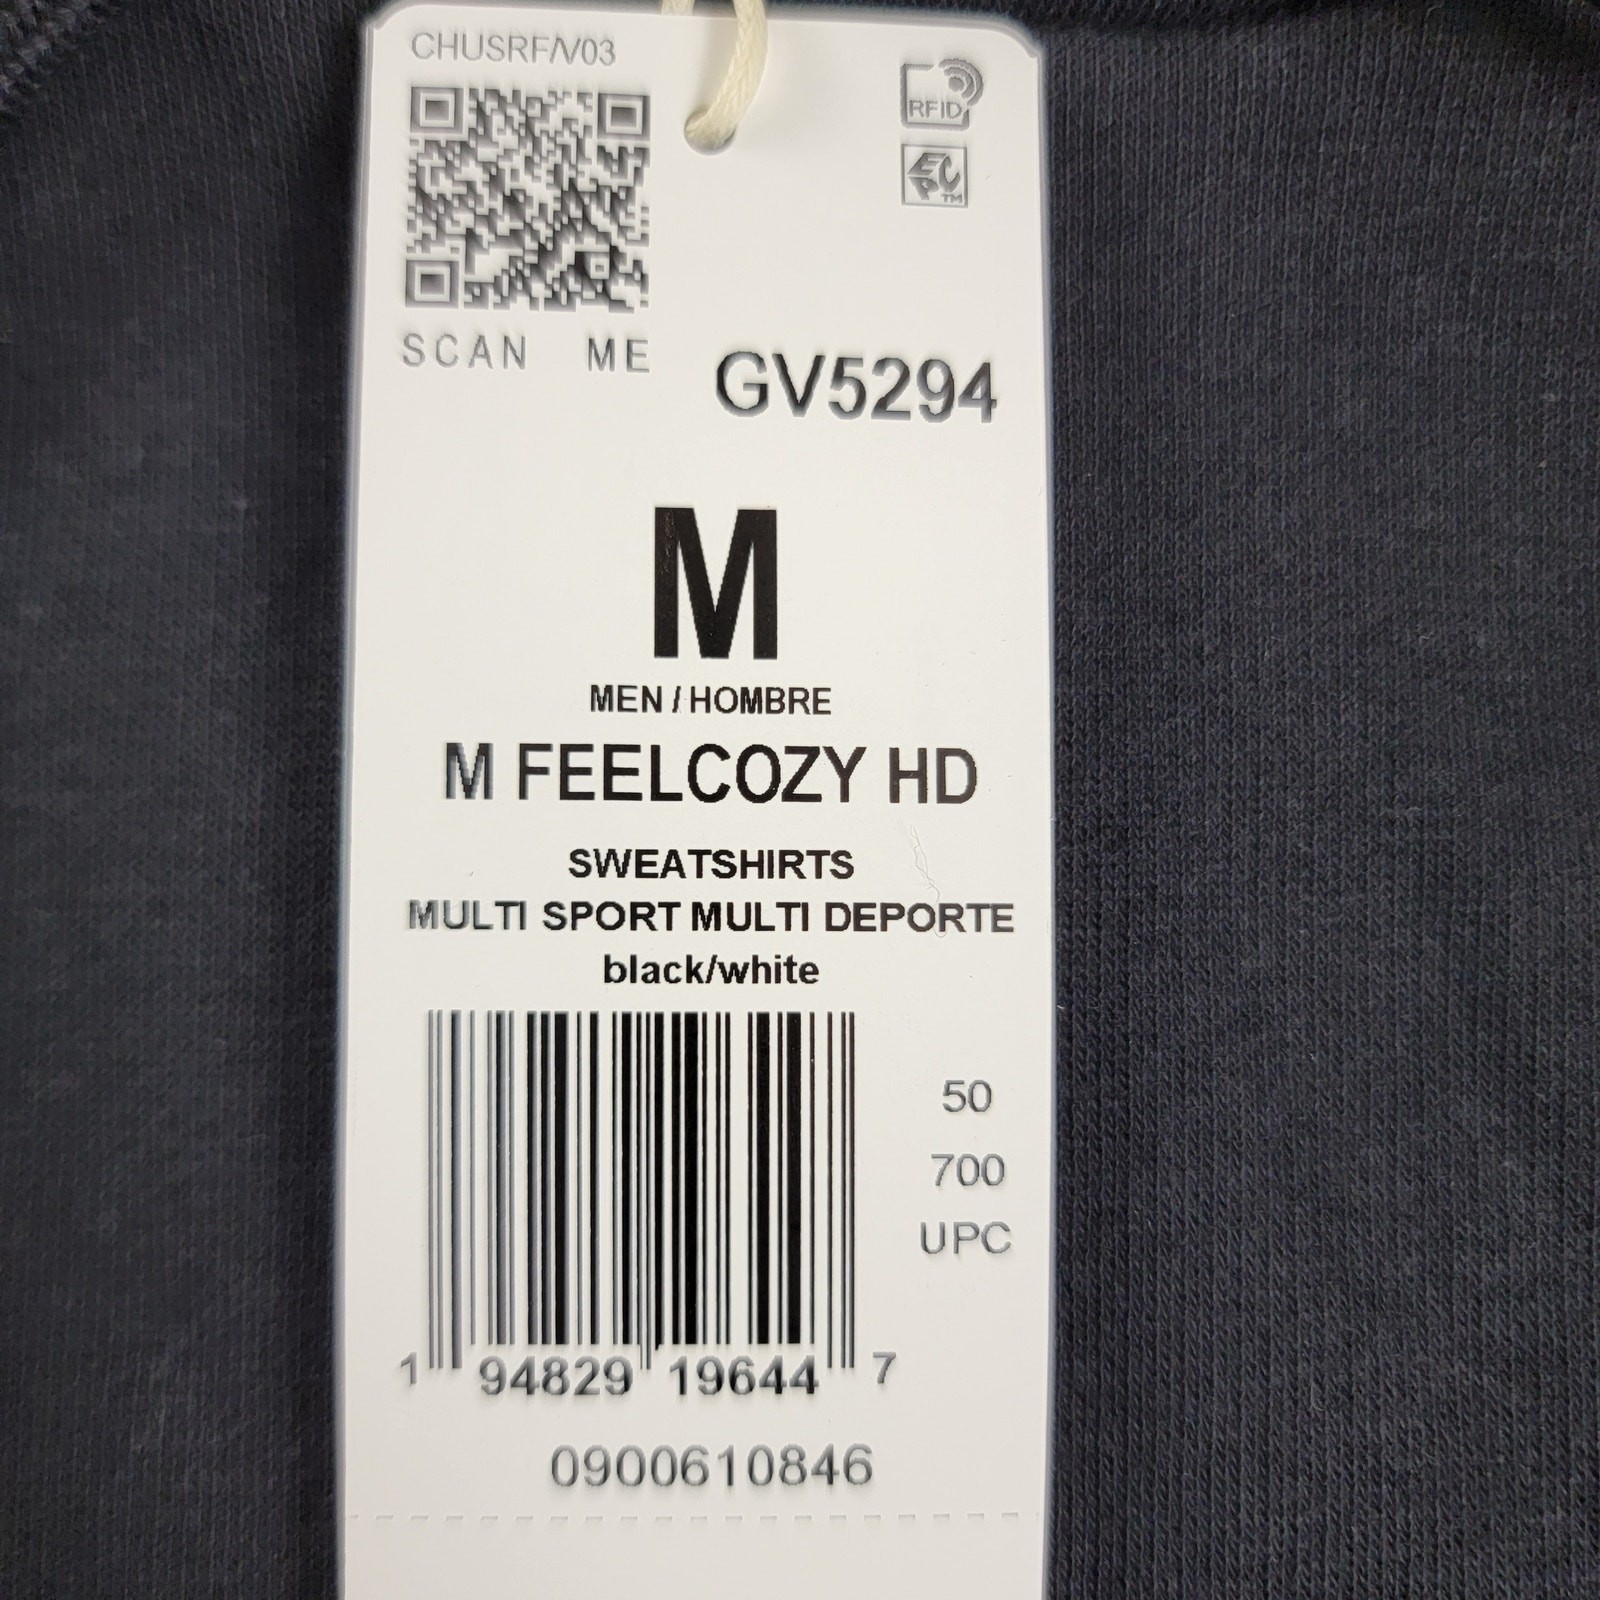 CHUSRF/V03
RFID
EPC™
SCAN ME
GV5294
M
MEN / HOMBRE
M FEELCOZY HD
SWEATSHIRTS
MULTI SPORT MULTI DEPORTE
black/white
50
700
UPC
1 94829 19644 7
0900610846